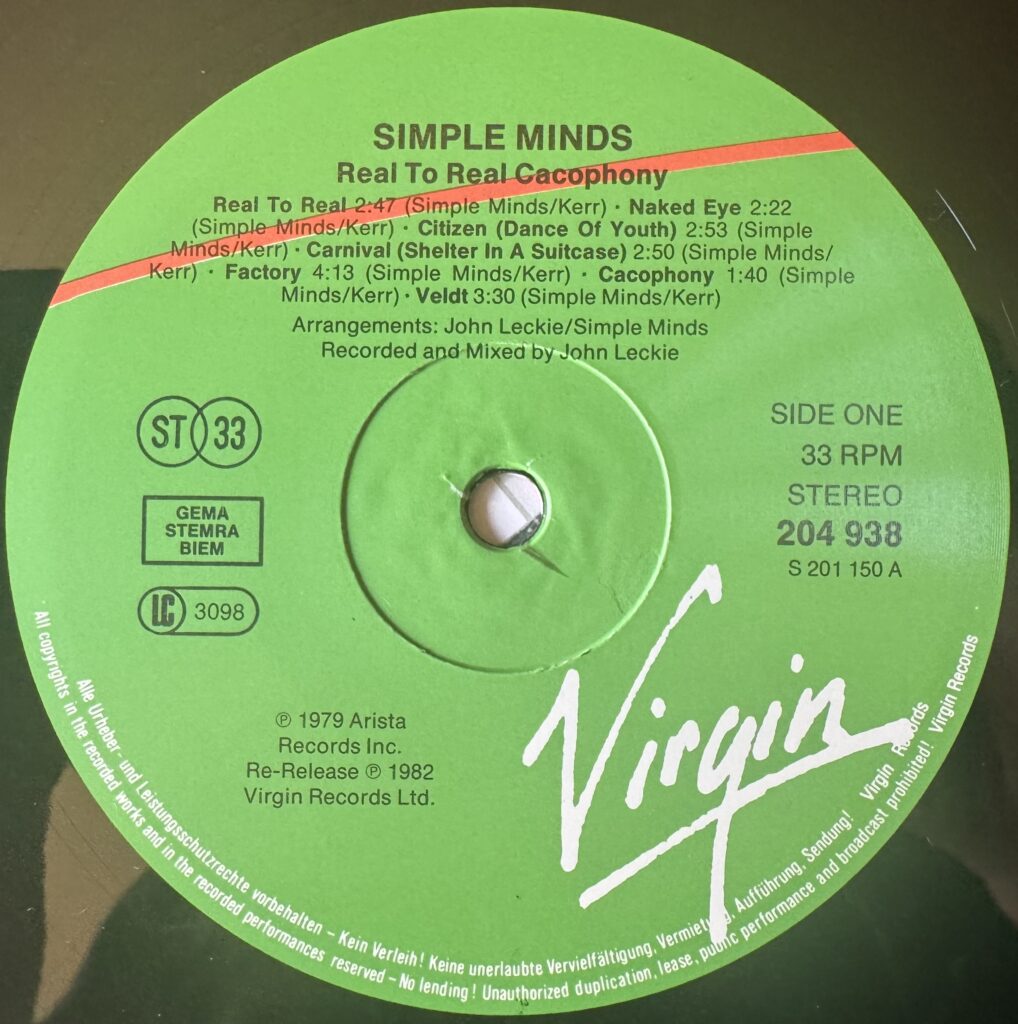 SIMPLE MINDS
Real To Real Cacophony
Real To Real 2:47 (Simple Minds/Kerr) · Naked Eye 2:22
(Simple Minds/Kerr) · Citizen (Dance Of Youth) 2:53 (Simple
Minds/Kerr) · Carnival (Shelter In A Suitcase) 2:50 (Simple Minds/
Kerr) · Factory 4:13 (Simple Minds/Kerr) · Cacophony 1:40 (Simple
Minds/Kerr) · Veldt 3:30 (Simple Minds/Kerr)
Arrangements: John Leckie/Simple Minds
Recorded and Mixed by John Leckie
ST 33
GEMA
STEMRA
BIEM
LC 3098
SIDE ONE
33 RPM
STEREO
204 938
S 201 150 A
℗ 1979 Arista
Records Inc.
Re-Release ℗ 1982
Virgin Records Ltd.
Virgin
Alle Urheber- und Leistungsschutzrechte vorbehalten – Kein Verleih! Keine unerlaubte Vervielfältigung, Vermietung, Aufführung, Sendung! Virgin Records
All copyrights in the recorded works and in the recorded performances reserved – No lending! Unauthorized duplication, lease, public performance and broadcast prohibited! Virgin Records